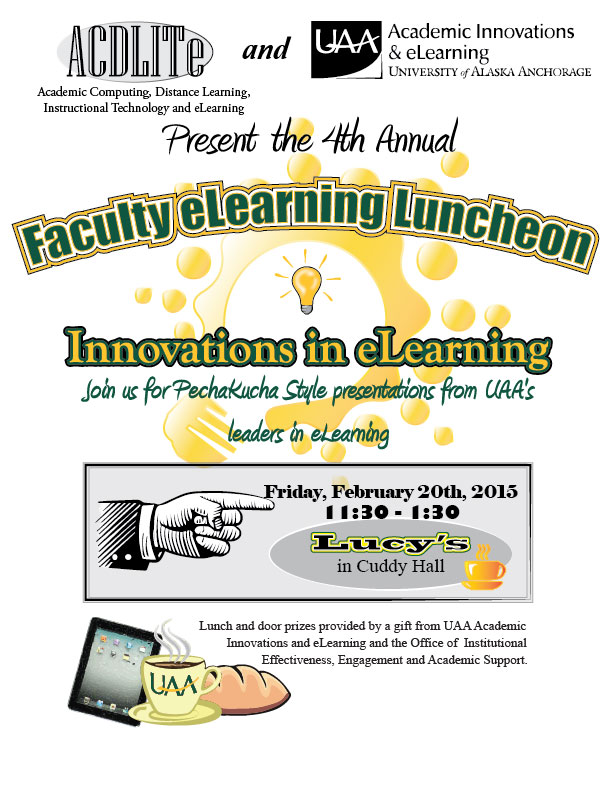 ACDLITe
and
UAA
Academic Innovations
& eLearning
UNIVERSITY of ALASKA ANCHORAGE
Academic Computing, Distance Learning,
Instructional Technology and eLearning
Present the 4th Annual
Faculty eLearning Luncheon
Innovations in eLearning
Join us for PechaKucha Style presentations from UAA's
leaders in eLearning
Friday, February 20th, 2015
11:30 - 1:30
Lucy's
in Cuddy Hall
Lunch and door prizes provided by a gift from UAA Academic
Innovations and eLearning and the Office of Institutional
Effectiveness, Engagement and Academic Support.
UAA